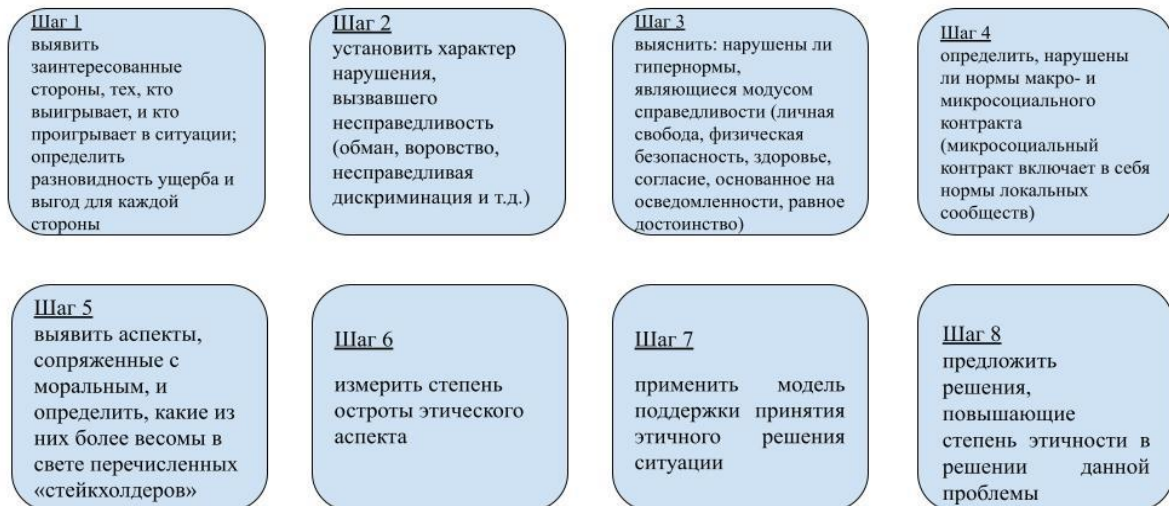 Шаг 1
выявить
заинтересованные
стороны, тех, кто
выигрывает, и кто
проигрывает в ситуации;
определить
разновидность ущерба и
выгод для каждой
стороны
Шаг 2
установить характер
нарушения,
вызвавшего
несправедливость
(обман, воровство,
несправедливая
дискриминация и т.д.)
Шаг 3
выяснить: нарушены ли
гипернормы,
являющиеся модусом
справедливости (личная
свобода, физическая
безопасность, здоровье,
согласие, основанное на
осведомленности, равное
достоинство)
Шаг 4
определить, нарушены
ли нормы макро- и
микросоциального
контракта
(микросоциальный
контракт включает в себя
нормы локальных
сообществ)
Шаг 5
выявить аспекты,
сопряженные с
моральным, и
определить, какие из
них более весомы в
свете перечисленных
«стейкхолдеров»
Шаг 6
измерить степень
остроты этического
аспекта
Шаг 7
применить модель
поддержки принятия
этичного решения
ситуации
Шаг 8
предложить
решения,
повышающие
степень этичности в
решении данной
проблемы